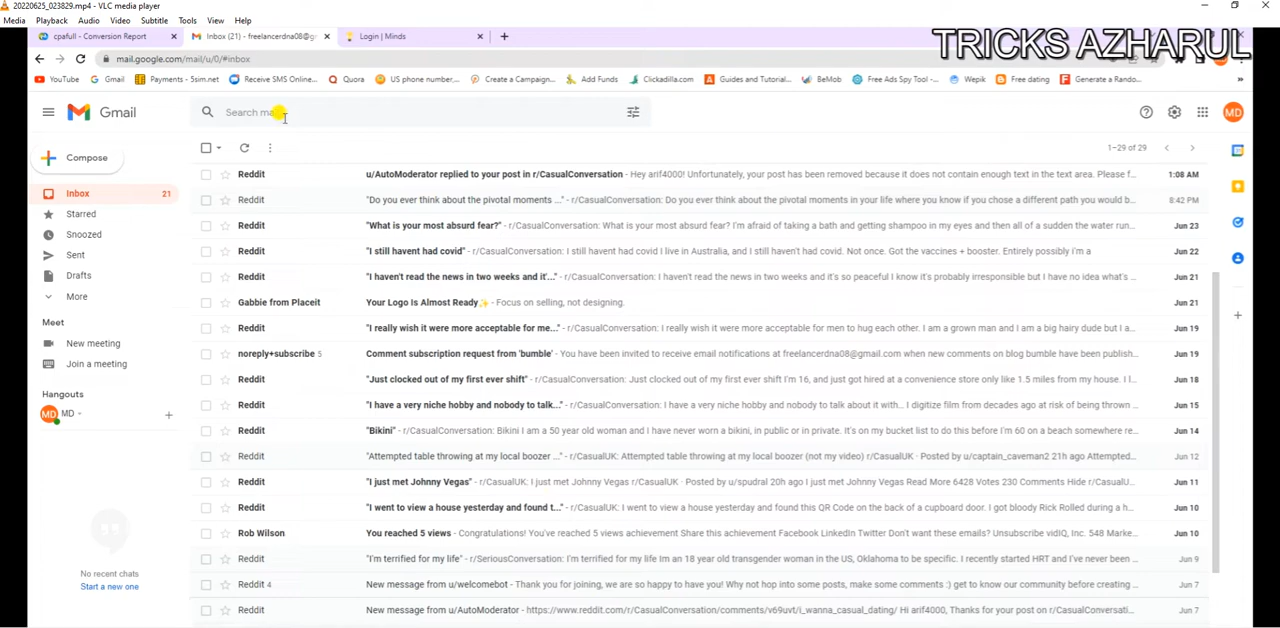 20220625_023829.mp4 - VLC media player
Media Playback Audio Video Subtitle Tools View Help
cpafull - Conversion Report
Inbox (21) - freelancerdna08@g
Login | Minds
TRICKS AZHARUL
mail.google.com/mail/u/0/#inbox
YouTube Gmail Payments - 5sim.net Receive SMS Online... Quora US phone number,... Create a Campaign... Add Funds Clickadilla.com Guides and Tutorial... BeMob Free Ads Spy Tool -... Wepik Free dating Generate a Rando...
Gmail
Search ma
MD
Compose
1–29 of 29
Inbox 21
Starred
Snoozed
Sent
Drafts
More
Meet
New meeting
Join a meeting
Hangouts
MD MD
No recent chats
Start a new one
Reddit u/AutoModerator replied to your post in r/CasualConversation - Hey arif4000! Unfortunately, your post has been removed because it does not contain enough text in the text area. Please f... 1:08 AM
Reddit "Do you ever think about the pivotal moments ..." - r/CasualConversation: Do you ever think about the pivotal moments in your life where you know if you chose a different path you would b... 8:42 PM
Reddit "What is your most absurd fear?" - r/CasualConversation: What is your most absurd fear? I'm afraid of taking a bath and getting shampoo in my eyes and then all of a sudden the water run... Jun 23
Reddit "I still havent had covid" - r/CasualConversation: I still havent had covid I live in Australia, and I still haven't had covid. Not once. Got the vaccines + booster. Entirely possibly i'm a Jun 22
Reddit "I haven't read the news in two weeks and it'..." - r/CasualConversation: I haven't read the news in two weeks and it's so peaceful I know it's probably irresponsible but I have no idea what's... Jun 21
Gabbie from Placeit Your Logo Is Almost Ready✨ - Focus on selling, not designing. Jun 21
Reddit "I really wish it were more acceptable for me..." - r/CasualConversation: I really wish it were more acceptable for men to hug each other. I am a grown man and I am a big hairy dude but I a... Jun 19
noreply+subscribe 5 Comment subscription request from 'bumble' - You have been invited to receive email notifications at freelancerdna08@gmail.com when new comments on blog bumble have been publish... Jun 19
Reddit "Just clocked out of my first ever shift" - r/CasualConversation: Just clocked out of my first ever shift I'm 16, and just got hired at a convenience store only like 1.5 miles from my house. I l... Jun 18
Reddit "I have a very niche hobby and nobody to talk..." - r/CasualConversation: I have a very niche hobby and nobody to talk about it with... I digitize film from decades ago at risk of being thrown... Jun 15
Reddit "Bikini" - r/CasualConversation: Bikini I am a 50 year old woman and I have never worn a bikini, in public or in private. It's on my bucket list to do this before I'm 60 on a beach somewhere re... Jun 14
Reddit "Attempted table throwing at my local boozer ..." - r/CasualUK: Attempted table throwing at my local boozer (not my video) r/CasualUK · Posted by u/captain_caveman2 21h ago Attempted... Jun 12
Reddit "I just met Johnny Vegas" - r/CasualUK: I just met Johnny Vegas r/CasualUK · Posted by u/spudral 20h ago I just met Johnny Vegas Read More 6428 Votes 230 Comments Hide r/CasualU... Jun 11
Reddit "I went to view a house yesterday and found t..." - r/CasualUK: I went to view a house yesterday and found this QR Code on the back of a cupboard door. I got bloody Rick Rolled during a h... Jun 10
Rob Wilson You reached 5 views - Congratulations! You've reached 5 views achievement Share this achievement Facebook LinkedIn Twitter Don't want these emails? Unsubscribe vidIQ, Inc. 548 Market... Jun 10
Reddit "I'm terrified for my life" - r/SeriousConversation: I'm terrified for my life Im an 18 year old transgender woman in the US, Oklahoma to be specific. I recently started HRT and I've never been... Jun 9
Reddit 4 New message from u/welcomebot - Thank you for joining, we are so happy to have you! Why not hop into some posts, make some comments :) get to know our community before creating ... Jun 7
Reddit New message from u/AutoModerator - https://www.reddit.com/r/CasualConversation/comments/v69uvt/i_wanna_casual_dating/ Hi arif4000, Thanks for your post on r/CasualConversati... Jun 7